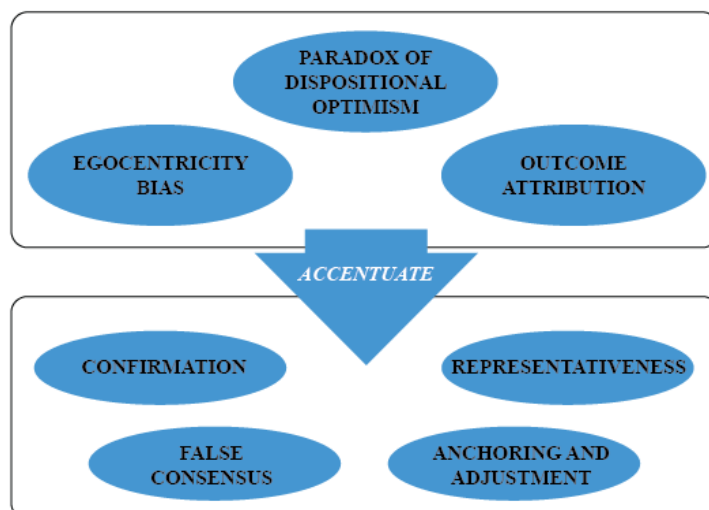 PARADOX OF
DISPOSITIONAL
OPTIMISM
EGOCENTRICITY
BIAS
OUTCOME
ATTRIBUTION
ACCENTUATE
CONFIRMATION
REPRESENTATIVENESS
FALSE
CONSENSUS
ANCHORING AND
ADJUSTMENT